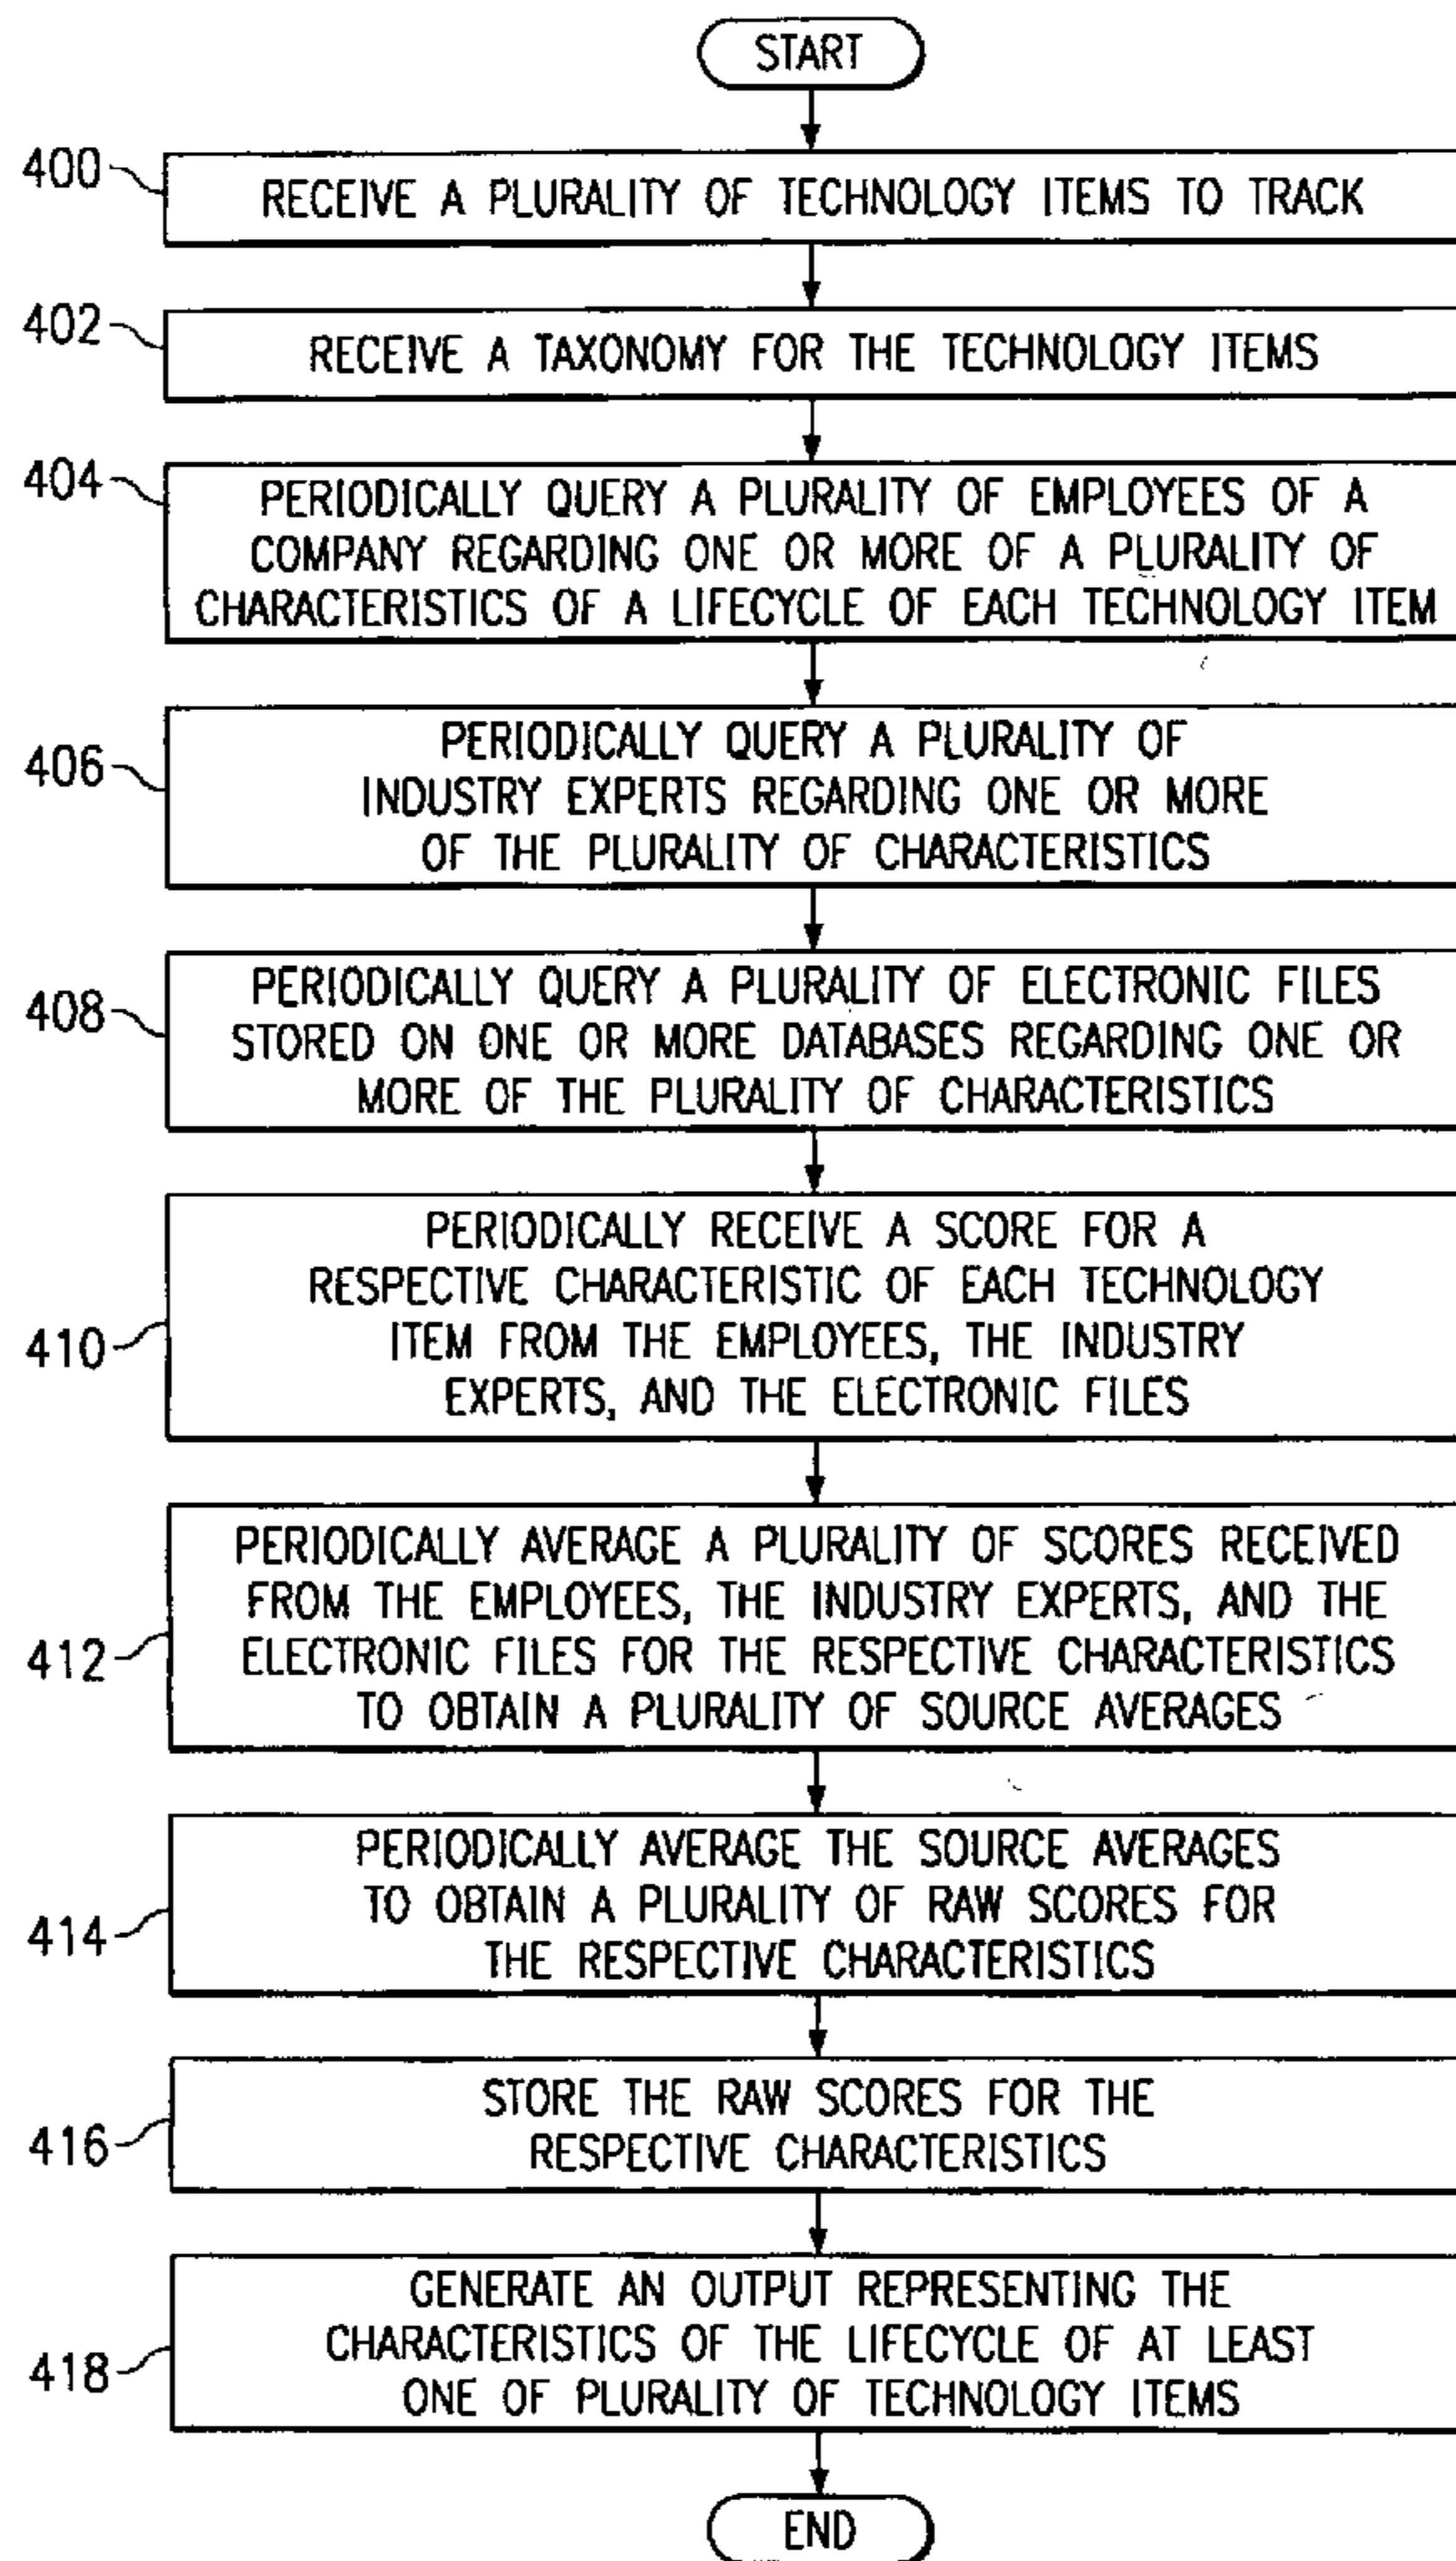 START
400
RECEIVE A PLURALITY OF TECHNOLOGY ITEMS TO TRACK
402
RECEIVE A TAXONOMY FOR THE TECHNOLOGY ITEMS
404
PERIODICALLY QUERY A PLURALITY OF EMPLOYEES OF A
COMPANY REGARDING ONE OR MORE OF A PLURALITY OF
CHARACTERISTICS OF A LIFECYCLE OF EACH TECHNOLOGY ITEM
406
PERIODICALLY QUERY A PLURALITY OF
INDUSTRY EXPERTS REGARDING ONE OR MORE
OF THE PLURALITY OF CHARACTERISTICS
408
PERIODICALLY QUERY A PLURALITY OF ELECTRONIC FILES
STORED ON ONE OR MORE DATABASES REGARDING ONE OR
MORE OF THE PLURALITY OF CHARACTERISTICS
410
PERIODICALLY RECEIVE A SCORE FOR A
RESPECTIVE CHARACTERISTIC OF EACH TECHNOLOGY
ITEM FROM THE EMPLOYEES, THE INDUSTRY
EXPERTS, AND THE ELECTRONIC FILES
412
PERIODICALLY AVERAGE A PLURALITY OF SCORES RECEIVED
FROM THE EMPLOYEES, THE INDUSTRY EXPERTS, AND THE
ELECTRONIC FILES FOR THE RESPECTIVE CHARACTERISTICS
TO OBTAIN A PLURALITY OF SOURCE AVERAGES
414
PERIODICALLY AVERAGE THE SOURCE AVERAGES
TO OBTAIN A PLURALITY OF RAW SCORES FOR
THE RESPECTIVE CHARACTERISTICS
416
STORE THE RAW SCORES FOR THE
RESPECTIVE CHARACTERISTICS
418
GENERATE AN OUTPUT REPRESENTING THE
CHARACTERISTICS OF THE LIFECYCLE OF AT LEAST
ONE OF PLURALITY OF TECHNOLOGY ITEMS
END